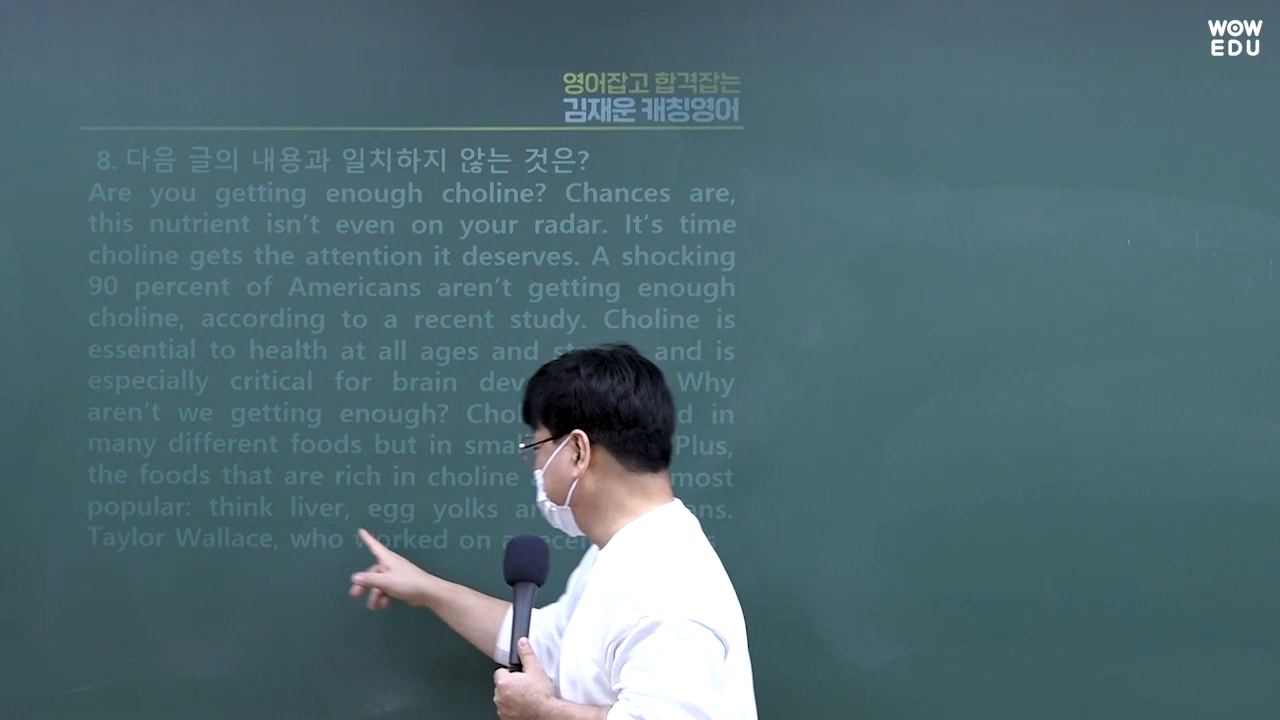 WOW
EDU
영어잡고 합격잡는
김재운 캐칭영어
8. 다음 글의 내용과 일치하지 않는 것은?
Are you getting enough choline? Chances are,
this nutrient isn't even on your radar. It's time
choline gets the attention it deserves. A shocking
90 percent of Americans aren't getting enough
choline, according to a recent study. Choline is
essential to health at all ages and and is
especially critical for brain Why
aren't we getting enough? in
many different foods but in Plus,
the foods that are rich in choline most
popular: think liver, egg yolks
Taylor Wallace, who worked on a